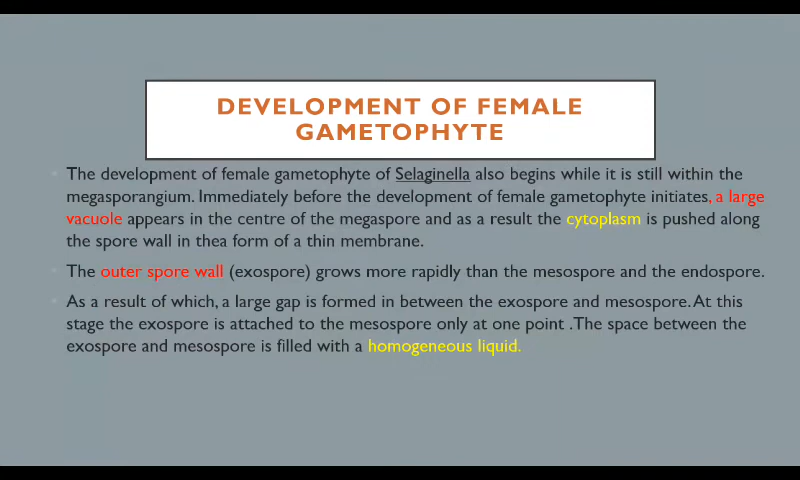 DEVELOPMENT OF FEMALE
GAMETOPHYTE
The development of female gametophyte of Selaginella also begins while it is still within the
megasporangium. Immediately before the development of female gametophyte initiates, a large
vacuole appears in the centre of the megaspore and as a result the cytoplasm is pushed along
the spore wall in thea form of a thin membrane.
The outer spore wall (exospore) grows more rapidly than the mesospore and the endospore.
As a result of which, a large gap is formed in between the exospore and mesospore. At this
stage the exospore is attached to the mesospore only at one point .The space between the
exospore and mesospore is filled with a homogeneous liquid.